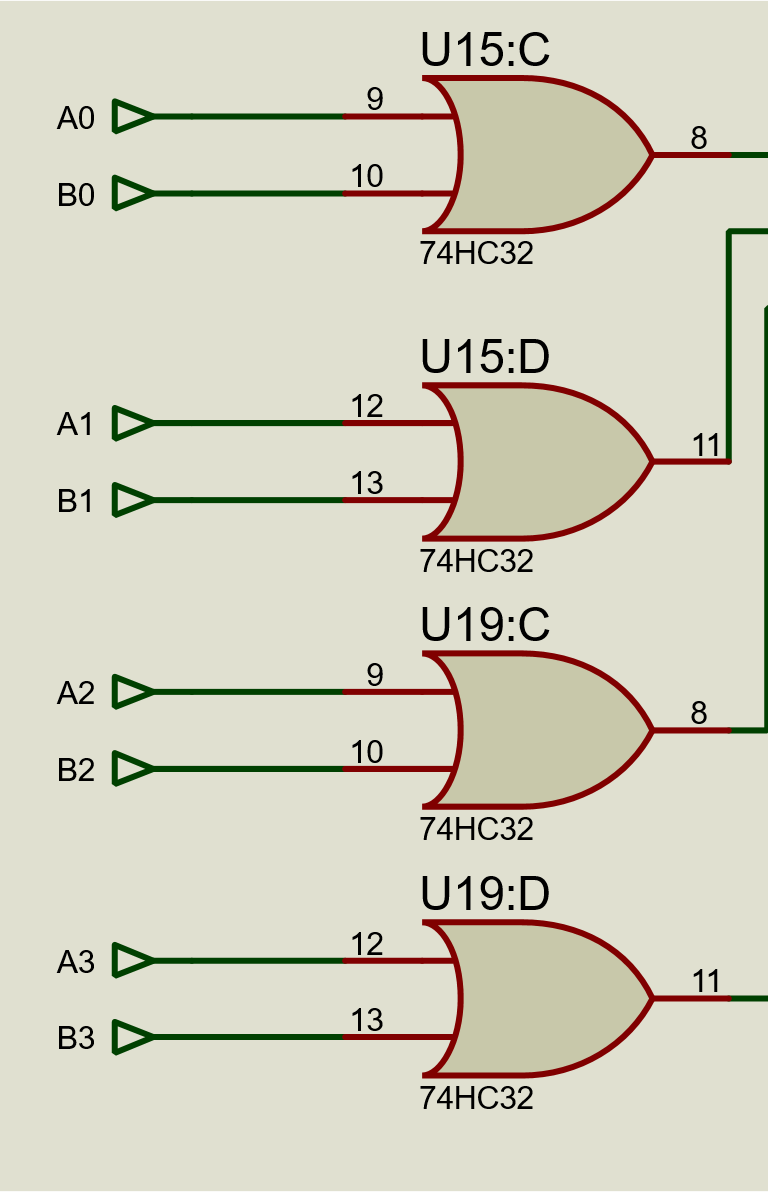 U15:C
A0 9
8
B0 10
74HC32
U15:D
A1 12
11
B1 13
74HC32
U19:C
A2 9
8
B2 10
74HC32
U19:D
A3 12
11
B3 13
74HC32